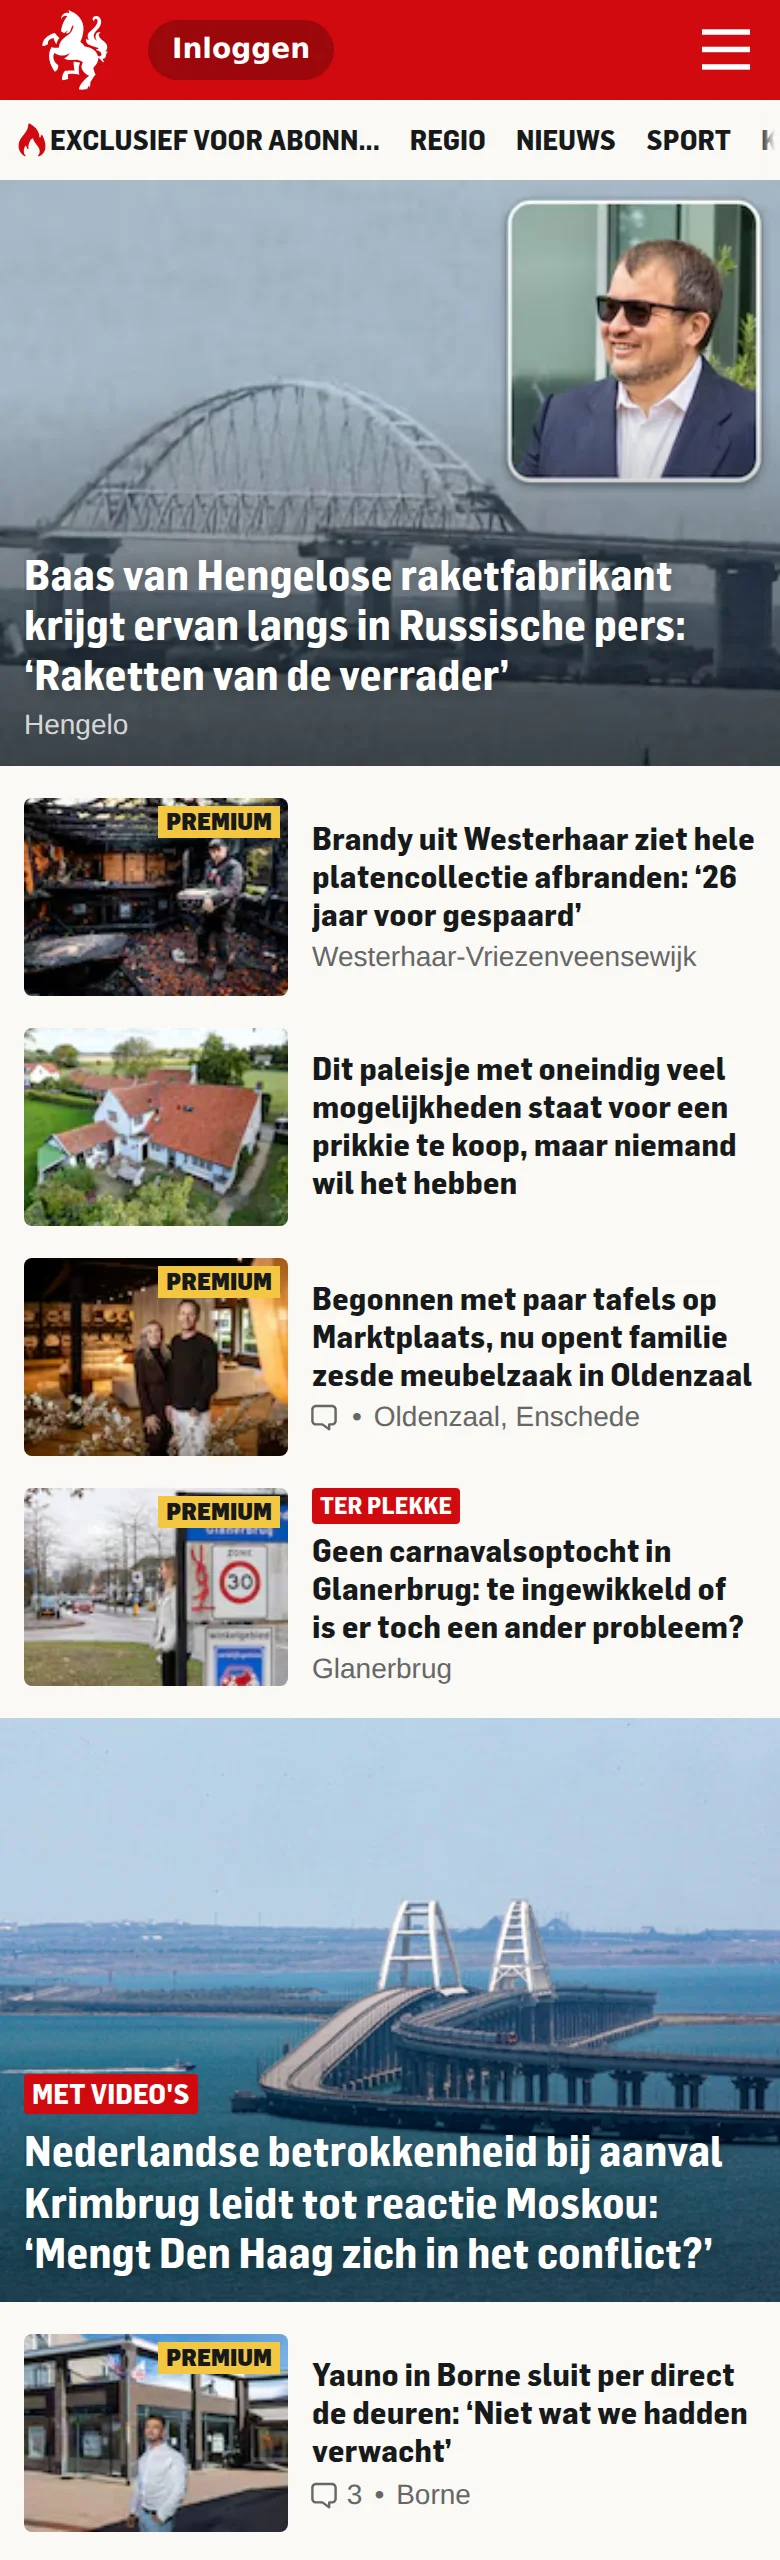 Inloggen
EXCLUSIEF VOOR ABONN... REGIO NIEUWS SPORT
Baas van Hengelose raketfabrikant
krijgt ervan langs in Russische pers:
‘Raketten van de verrader’
Hengelo
PREMIUM
Brandy uit Westerhaar ziet hele
platencollectie afbranden: ‘26
jaar voor gespaard’
Westerhaar-Vriezenveensewijk
Dit paleisje met oneindig veel
mogelijkheden staat voor een
prikkie te koop, maar niemand
wil het hebben
PREMIUM
Begonnen met paar tafels op
Marktplaats, nu opent familie
zesde meubelzaak in Oldenzaal
• Oldenzaal, Enschede
PREMIUM
Glanerbrug
ZONE
30
winkelgebied
TER PLEKKE
Geen carnavalsoptocht in
Glanerbrug: te ingewikkeld of
is er toch een ander probleem?
Glanerbrug
MET VIDEO'S
Nederlandse betrokkenheid bij aanval
Krimbrug leidt tot reactie Moskou:
‘Mengt Den Haag zich in het conflict?’
PREMIUM
Yauno in Borne sluit per direct
de deuren: ‘Niet wat we hadden
verwacht’
3 • Borne